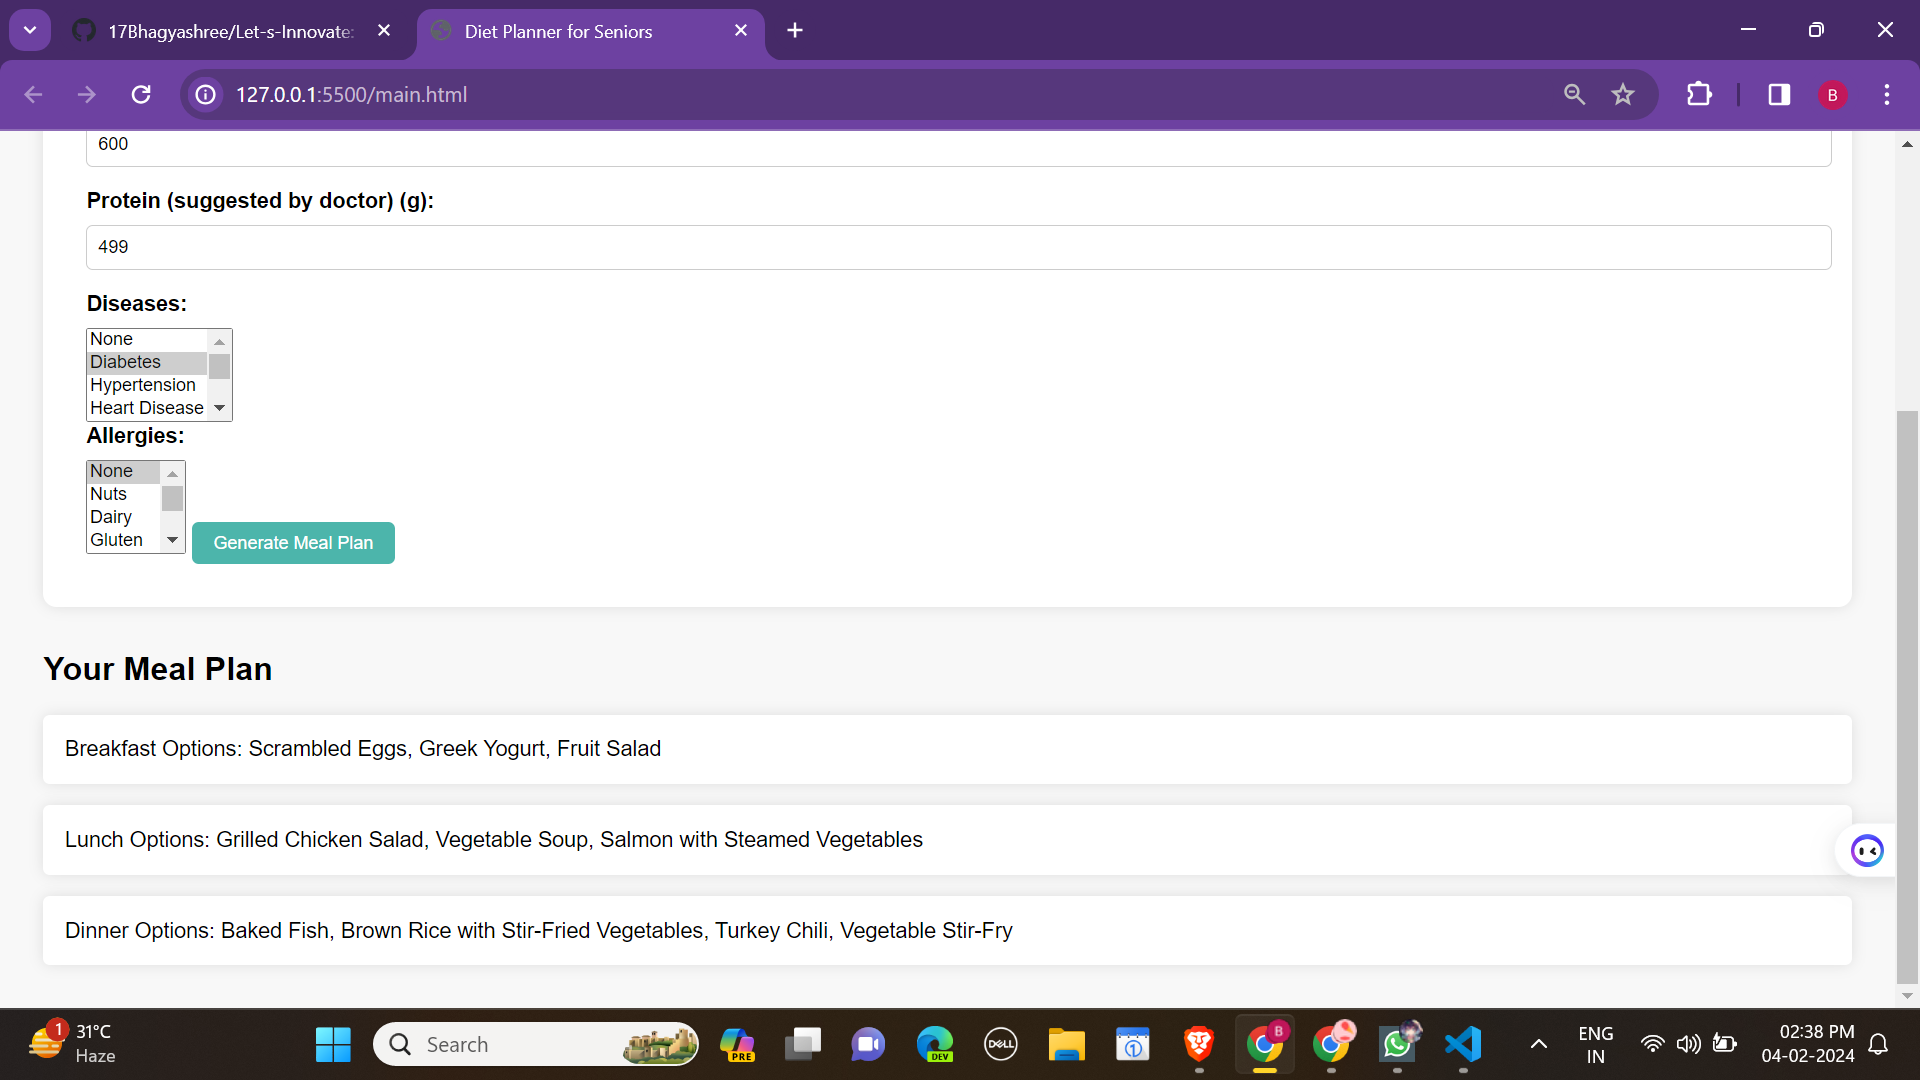 17Bhagyashree/Let-s-Innovate:
Diet Planner for Seniors
127.0.0.1:5500/main.html
B
600
Protein (suggested by doctor) (g):
499
Diseases:
None
Diabetes
Hypertension
Heart Disease
Allergies:
None
Nuts
Dairy
Gluten
Generate Meal Plan
Your Meal Plan
Breakfast Options: Scrambled Eggs, Greek Yogurt, Fruit Salad
Lunch Options: Grilled Chicken Salad, Vegetable Soup, Salmon with Steamed Vegetables
Dinner Options: Baked Fish, Brown Rice with Stir-Fried Vegetables, Turkey Chili, Vegetable Stir-Fry
1
31°C
Haze
Search
PRE
DEV
DELL
1
B
ENG
IN
02:38 PM
04-02-2024